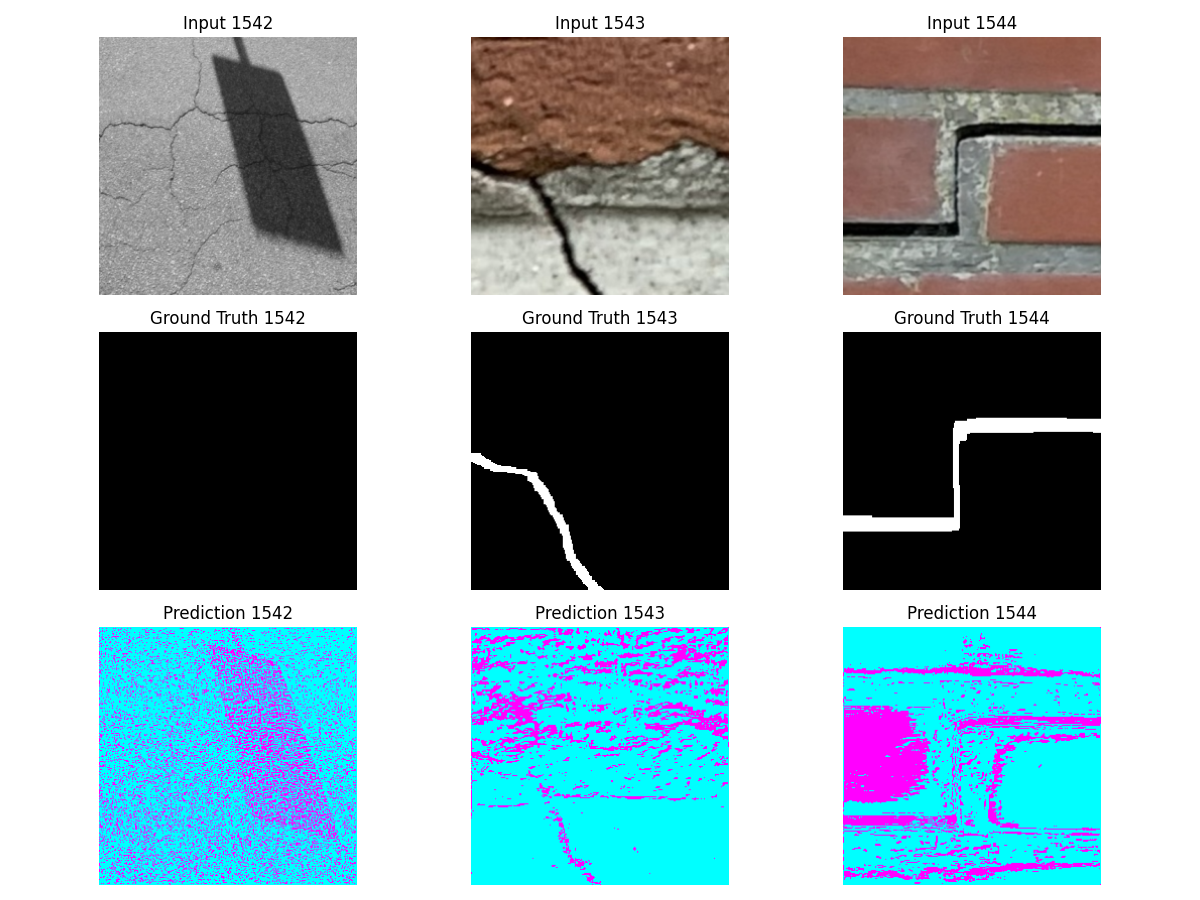 Input 1542
Input 1543
Input 1544
Ground Truth 1542
Ground Truth 1543
Ground Truth 1544
Prediction 1542
Prediction 1543
Prediction 1544